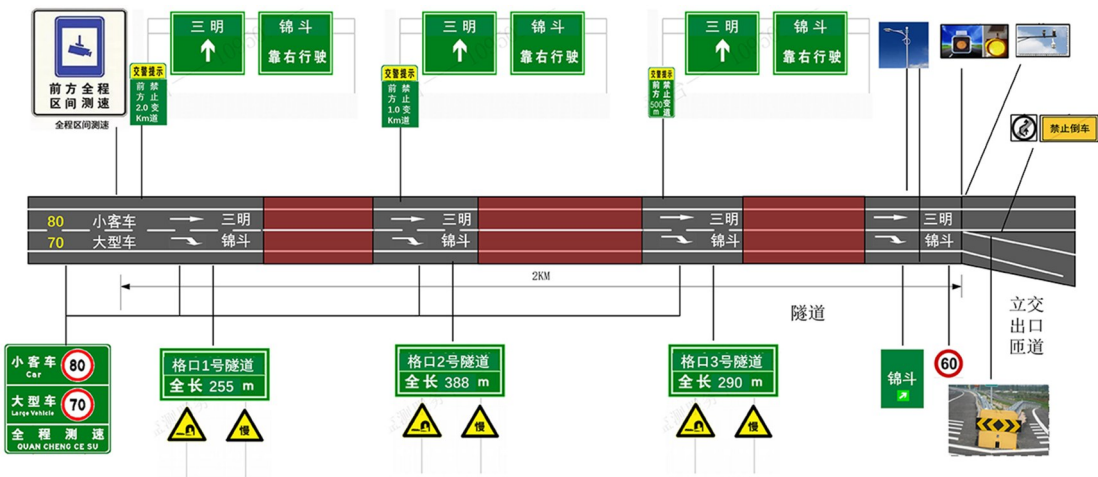 前方全程
区间测速
全程区间测速
交警提示
前方2.0Km
禁止变道
三明
锦斗
靠右行驶
交警提示
前方1.0Km
禁止变道
三明
锦斗
靠右行驶
交警提示
前方500m
禁止变道
三明
锦斗
靠右行驶
禁止倒车
80 小客车 三明 三明 三明 三明
70 大型车 锦斗 锦斗 锦斗 锦斗
2KM
隧道
立交
出口
匝道
小客车 80
Car
大型车 70
Large Vehicle
全程测速
QUAN CHENG CE SU
格口1号隧道
全长 255 m
慢
格口2号隧道
全长 388 m
慢
格口3号隧道
全长 290 m
慢
锦斗
60